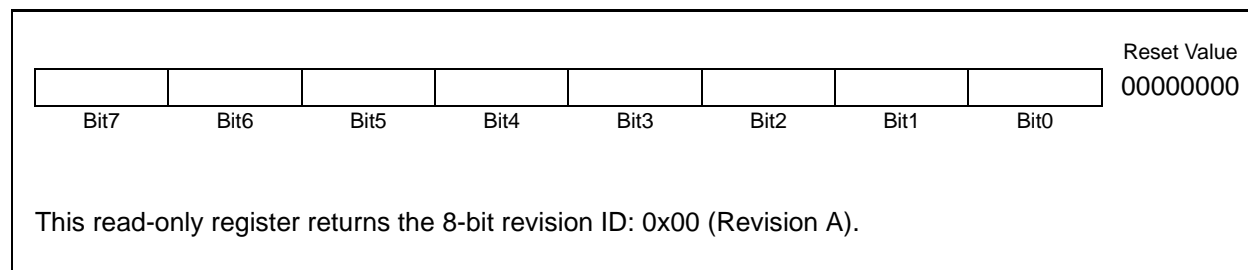 Reset Value
00000000
Bit7 Bit6 Bit5 Bit4 Bit3 Bit2 Bit1 Bit0
This read-only register returns the 8-bit revision ID: 0x00 (Revision A).